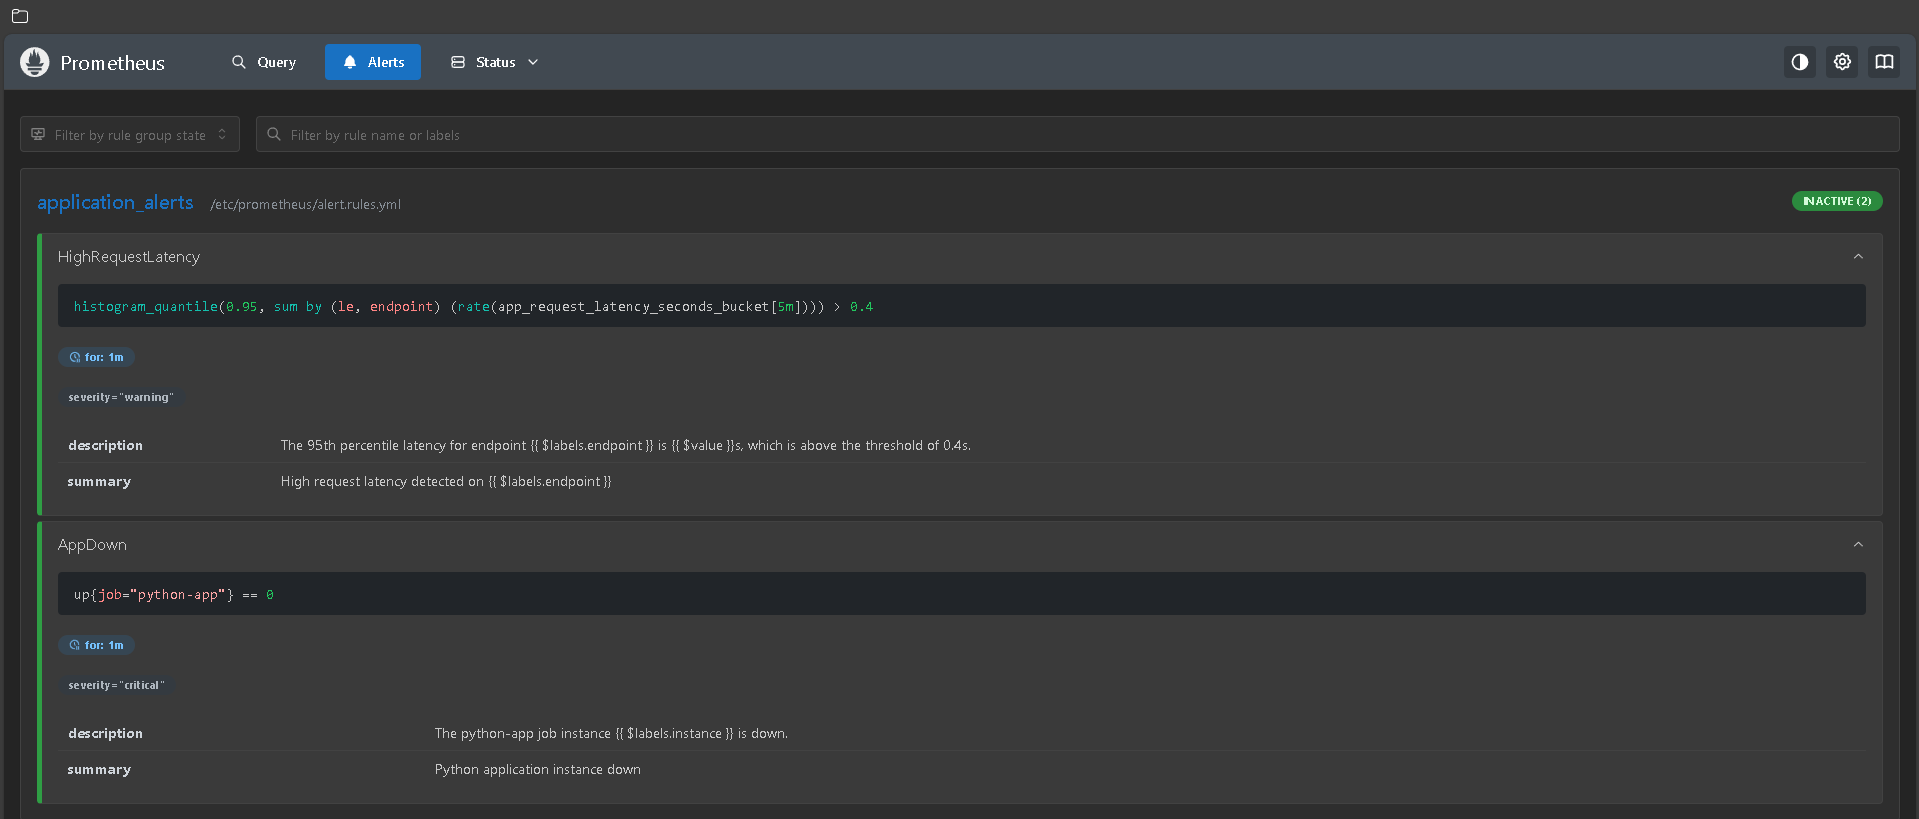 Prometheus
Query
Alerts
Status
Filter by rule group state
Filter by rule name or labels
application_alerts /etc/prometheus/alert.rules.yml
INACTIVE (2)
HighRequestLatency
histogram_quantile(0.95, sum by (le, endpoint) (rate(app_request_latency_seconds_bucket[5m]))) > 0.4
for: 1m
severity="warning"
description The 95th percentile latency for endpoint {{ $labels.endpoint }} is {{ $value }}s, which is above the threshold of 0.4s.
summary High request latency detected on {{ $labels.endpoint }}
AppDown
up{job="python-app"} == 0
for: 1m
severity="critical"
description The python-app job instance {{ $labels.instance }} is down.
summary Python application instance down